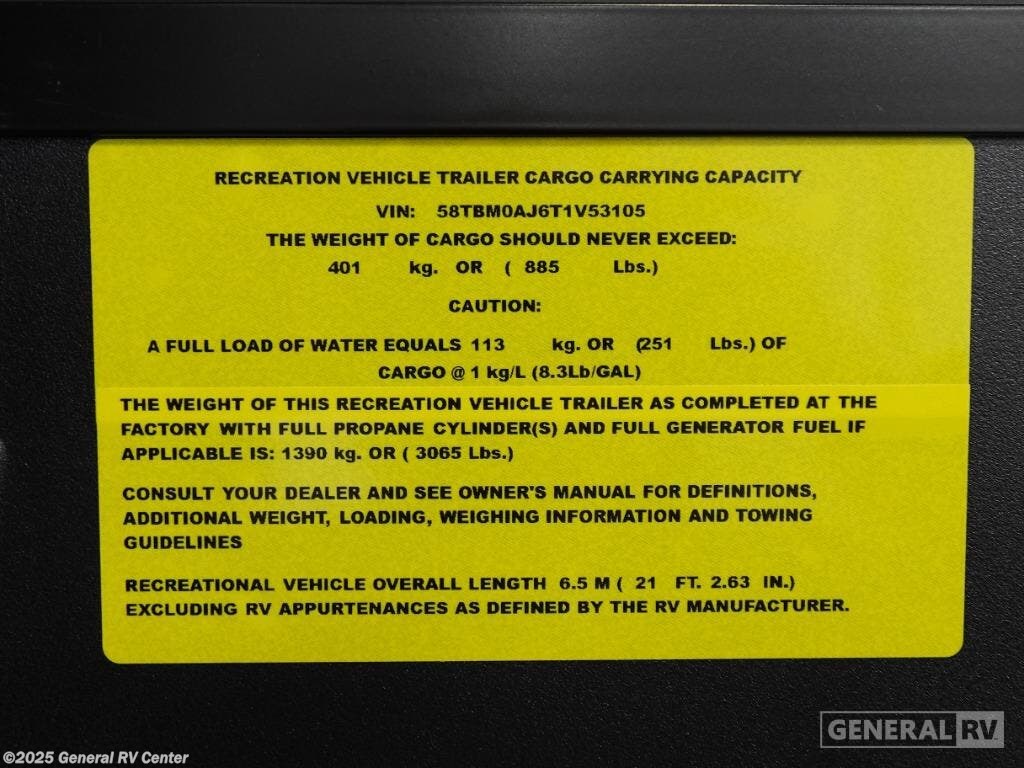 RECREATION VEHICLE TRAILER CARGO CARRYING CAPACITY
VIN: 58TBM0AJ6T1V53105
THE WEIGHT OF CARGO SHOULD NEVER EXCEED:
401 kg. OR ( 885 Lbs.)
CAUTION:
A FULL LOAD OF WATER EQUALS 113 kg. OR (251 Lbs.) OF
CARGO @ 1 kg/L (8.3Lb/GAL)
THE WEIGHT OF THIS RECREATION VEHICLE TRAILER AS COMPLETED AT THE
FACTORY WITH FULL PROPANE CYLINDER(S) AND FULL GENERATOR FUEL IF
APPLICABLE IS: 1390 kg. OR ( 3065 Lbs.)
CONSULT YOUR DEALER AND SEE OWNER'S MANUAL FOR DEFINITIONS,
ADDITIONAL WEIGHT, LOADING, WEIGHING INFORMATION AND TOWING
GUIDELINES
RECREATIONAL VEHICLE OVERALL LENGTH 6.5 M ( 21 FT. 2.63 IN.)
EXCLUDING RV APPURTENANCES AS DEFINED BY THE RV MANUFACTURER.
GENERAL RV
©2025 General RV Center